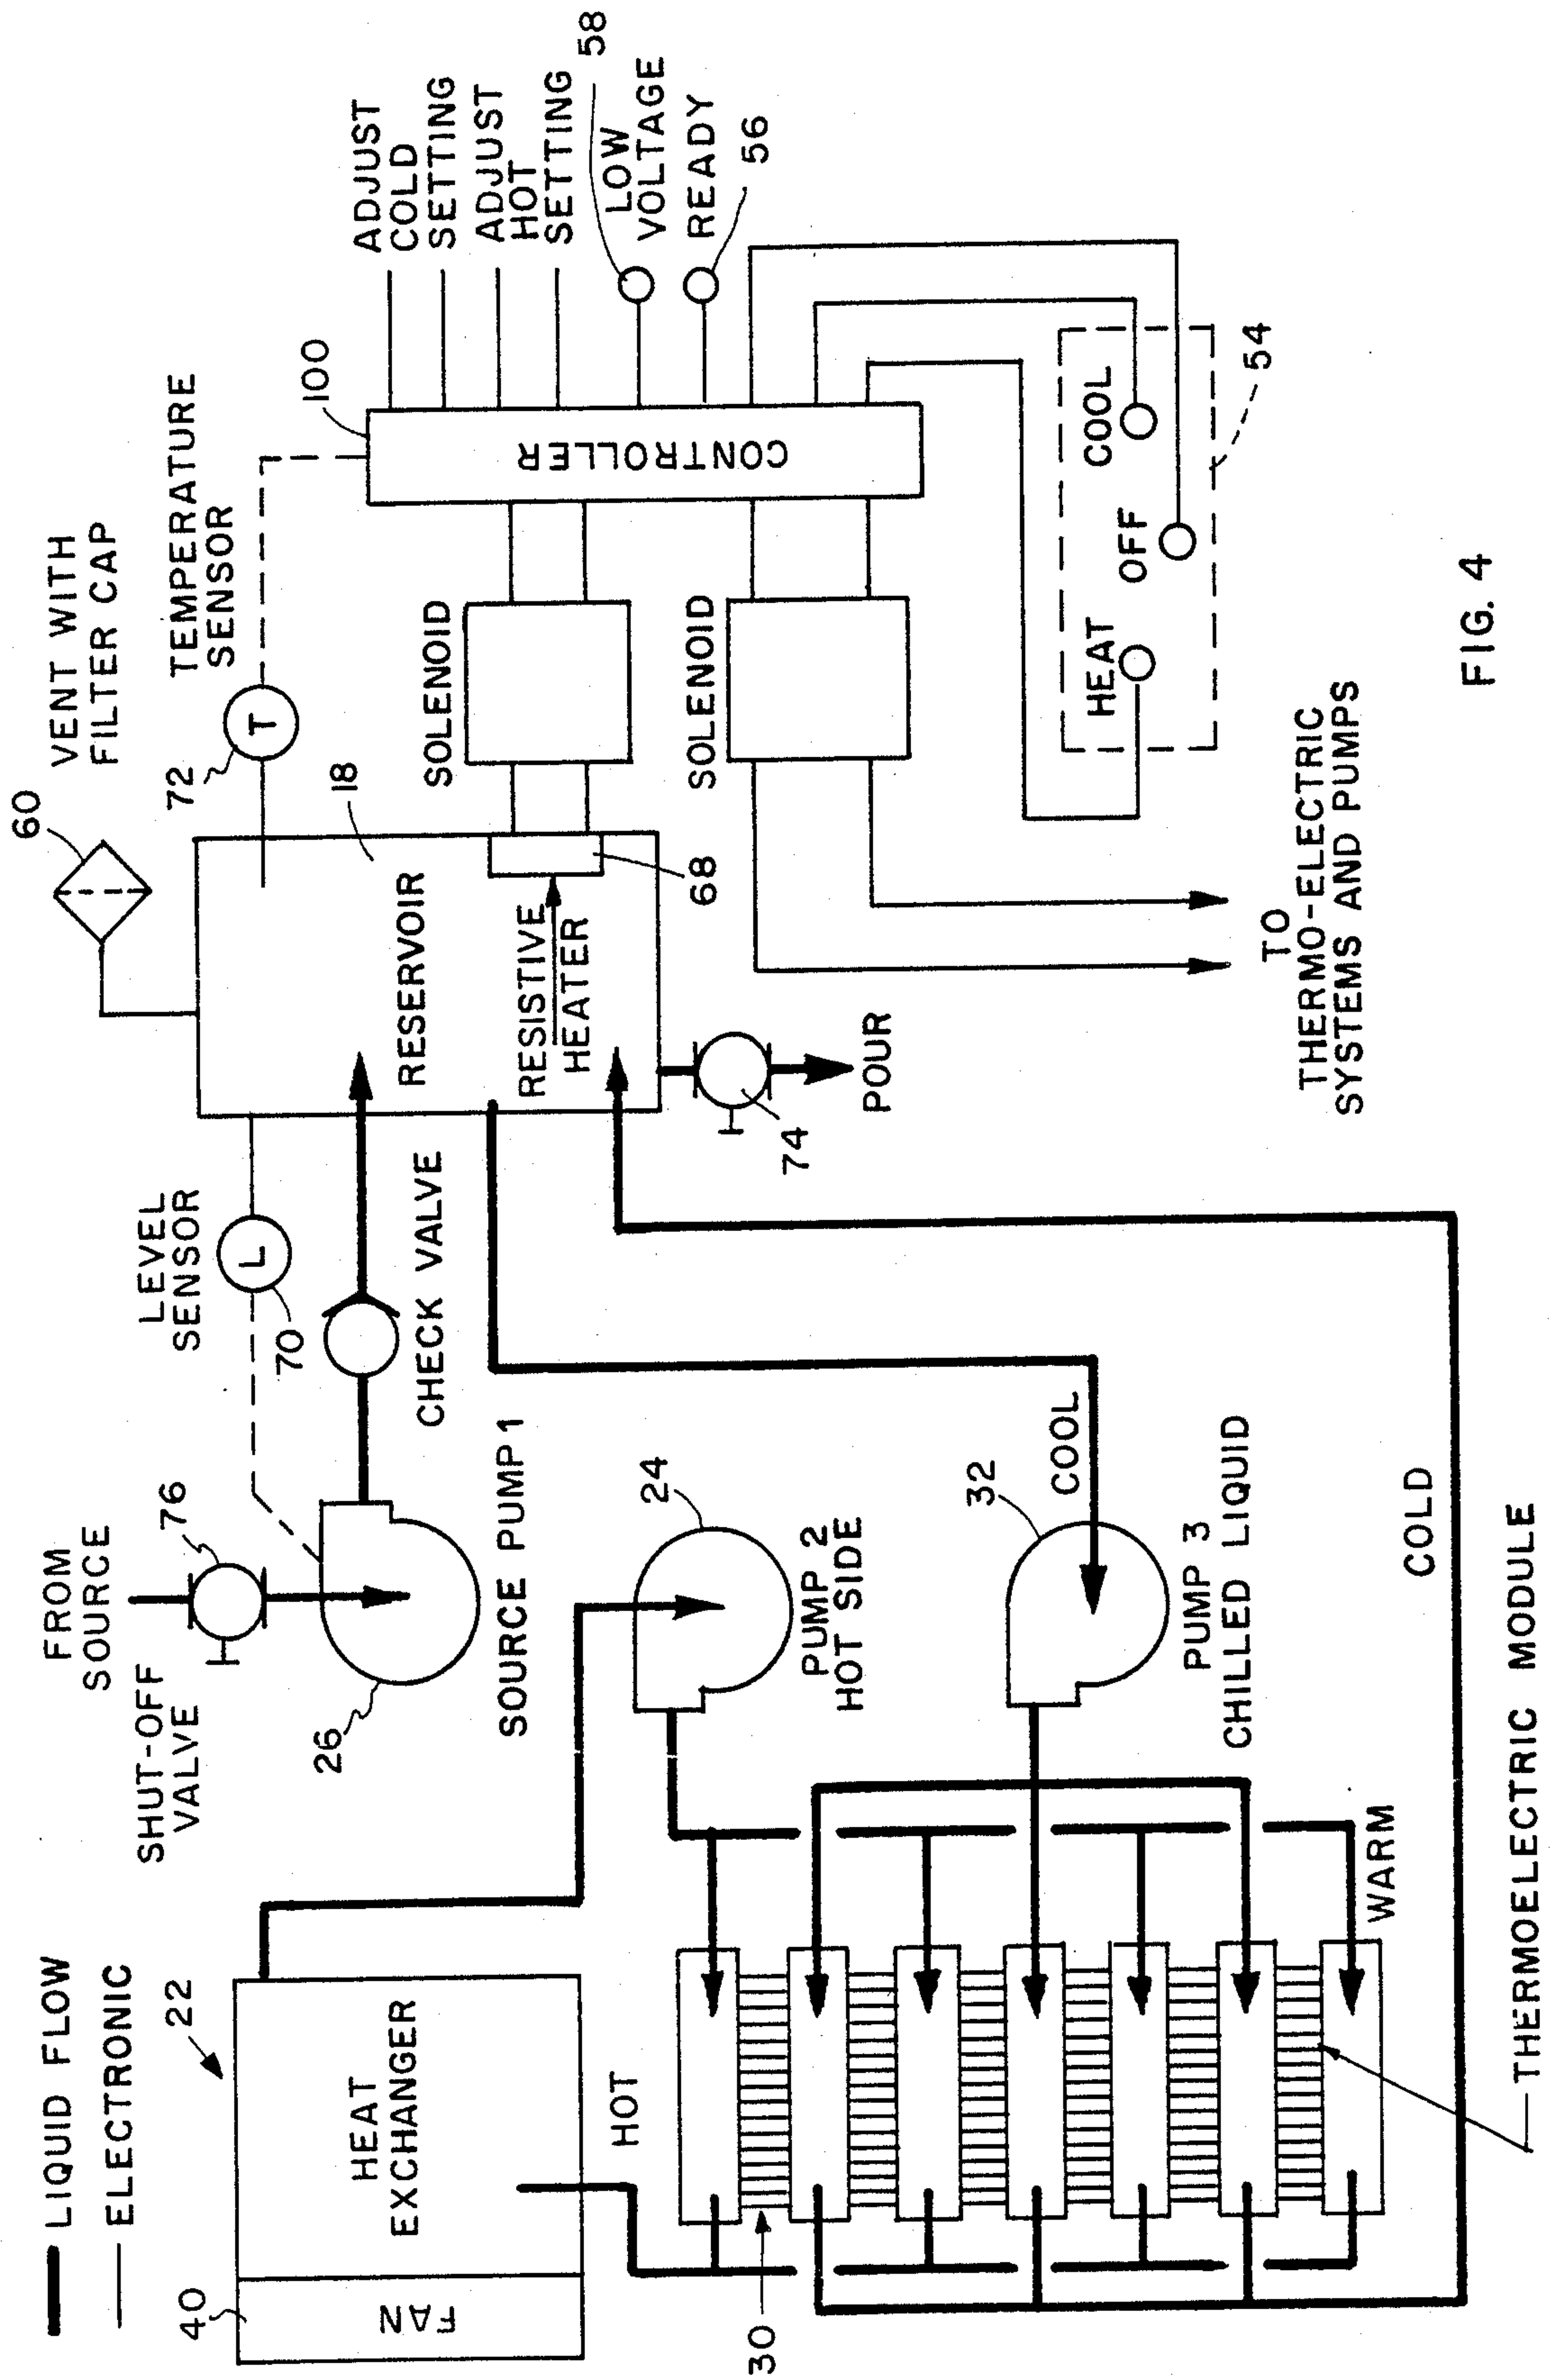 LIQUID FLOW
ELECTRONIC
22
40
FAN
HEAT
EXCHANGER
HOT
30
SHUT-OFF
VALVE
FROM
SOURCE
76
26
SOURCE PUMP 1
CHECK VALVE
LEVEL
SENSOR
L
70
24
PUMP 2
HOT SIDE
32
COOL
PUMP 3
CHILLED LIQUID
WARM
COLD
THERMOELECTRIC MODULE
60
VENT WITH
FILTER CAP
72
T
TEMPERATURE
SENSOR
18
RESERVOIR
RESISTIVE
HEATER
68
74
POUR
SOLENOID
SOLENOID
100
CONTROLLER
ADJUST
COLD
SETTING
ADJUST
HOT
SETTING
58
LOW
VOLTAGE
READY
56
HEAT
OFF
COOL
54
TO
THERMO-ELECTRIC
SYSTEMS AND PUMPS
FIG. 4